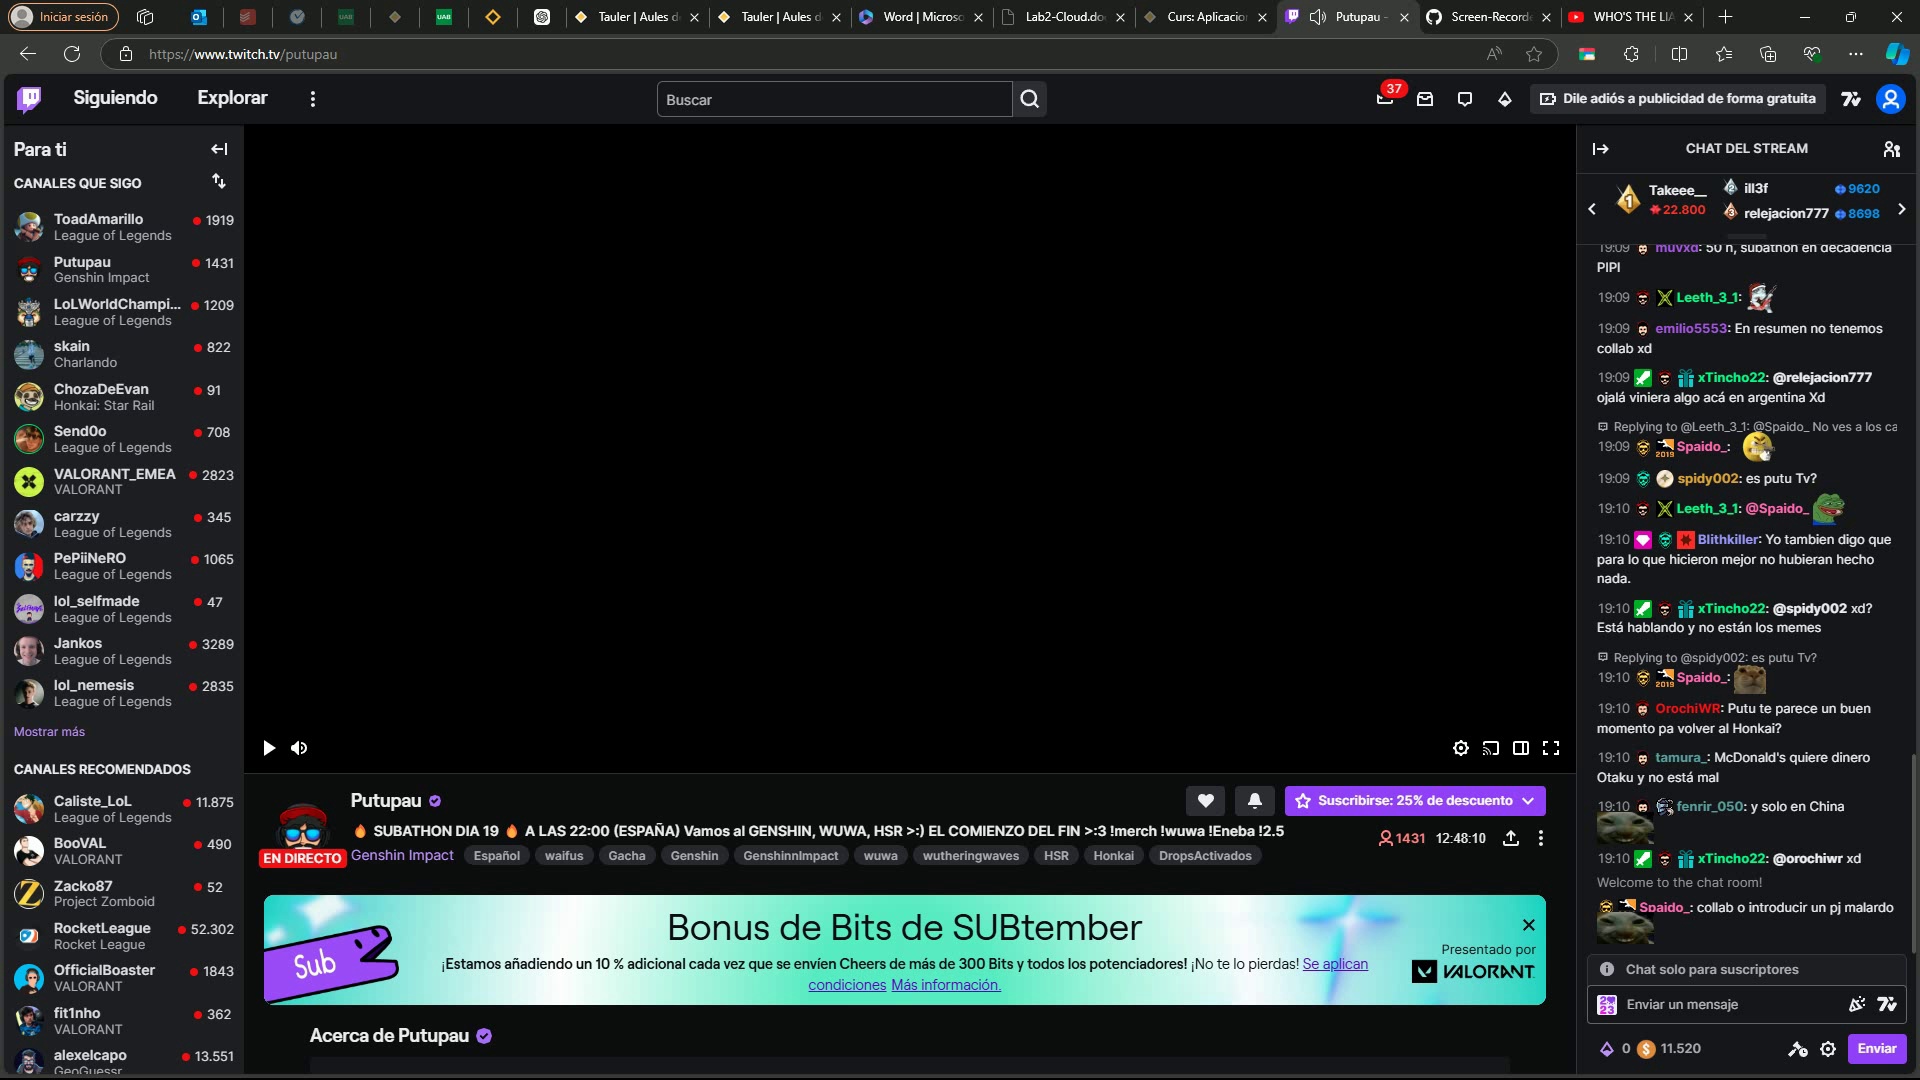 Iniciar sesión
Tauler | Aules d
Tauler | Aules d
Word | Microso
Lab2-Cloud.do
Curs: Aplicacio
Putupau -
Screen-Recorde
WHO'S THE LIA
https://www.twitch.tv/putupau
Siguiendo
Explorar
Buscar
37
Dile adiós a publicidad de forma gratuita
Para ti
CANALES QUE SIGO
ToadAmarillo 1919
League of Legends
Putupau 1431
Genshin Impact
LoLWorldChampi... 1209
League of Legends
skain 822
Charlando
ChozaDeEvan 91
Honkai: Star Rail
Send0o 708
League of Legends
VALORANT_EMEA 2823
VALORANT
carzzy 345
League of Legends
PePiiNeRO 1065
League of Legends
lol_selfmade 47
League of Legends
Jankos 3289
League of Legends
lol_nemesis 2835
League of Legends
Mostrar más
CANALES RECOMENDADOS
Caliste_LoL 11.875
VALORANT
BooVAL 490
VALORANT
Zacko87 52
Project Zomboid
RocketLeague 52.302
Rocket League
OfficialBoaster 1843
VALORANT
fit1nho 362
VALORANT
alexelcapo 13.551
GeoGuessr
Putupau
Suscribirse: 25% de descuento
SUBATHON DIA 19 A LAS 22:00 (ESPAÑA) Vamos al GENSHIN, WUWA, HSR >:) EL COMIENZO DEL FIN >:3 !merch !wuwa !Eneba !2.5
1431 12:48:10
EN DIRECTO
Genshin Impact Español waifus Gacha Genshin GenshinnImpact wuwa wutheringwaves HSR Honkai DropsActivados
Sub
Bonus de Bits de SUBtember
¡Estamos añadiendo un 10 % adicional cada vez que se envíen Cheers de más de 300 Bits y todos los potenciadores! ¡No te lo pierdas! Se aplican
condiciones Más información.
Presentado por
VALORANT
Acerca de Putupau
CHAT DEL STREAM
1 Takeee__ 22.800
2 ill3f 9620
3 relejacion777 8698
19:09 muvxd: 50 h, subathon en decadencia
PIPI
19:09 Leeth_3_1:
19:09 emilio5553: En resumen no tenemos
collab xd
19:09 xTincho22: @relejacion777
ojalá viniera algo acá en argentina Xd
Replying to @Leeth_3_1: @Spaido_ No ves a los ca
19:09 2019 Spaido_:
19:09 spidy002: es putu Tv?
19:10 Leeth_3_1: @Spaido_
19:10 Blithkiller: Yo tambien digo que
para lo que hicieron mejor no hubieran hecho
nada.
19:10 xTincho22: @spidy002 xd?
Está hablando y no están los memes
Replying to @spidy002: es putu Tv?
19:10 2019 Spaido_:
19:10 OrochiWR: Putu te parece un buen
momento pa volver al Honkai?
19:10 tamura_: McDonald's quiere dinero
Otaku y no está mal
19:10 fenrir_050: y solo en China
19:10 xTincho22: @orochiwr xd
Welcome to the chat room!
Spaido_: collab o introducir un pj malardo
Chat solo para suscriptores
Enviar un mensaje
0 11.520
Enviar